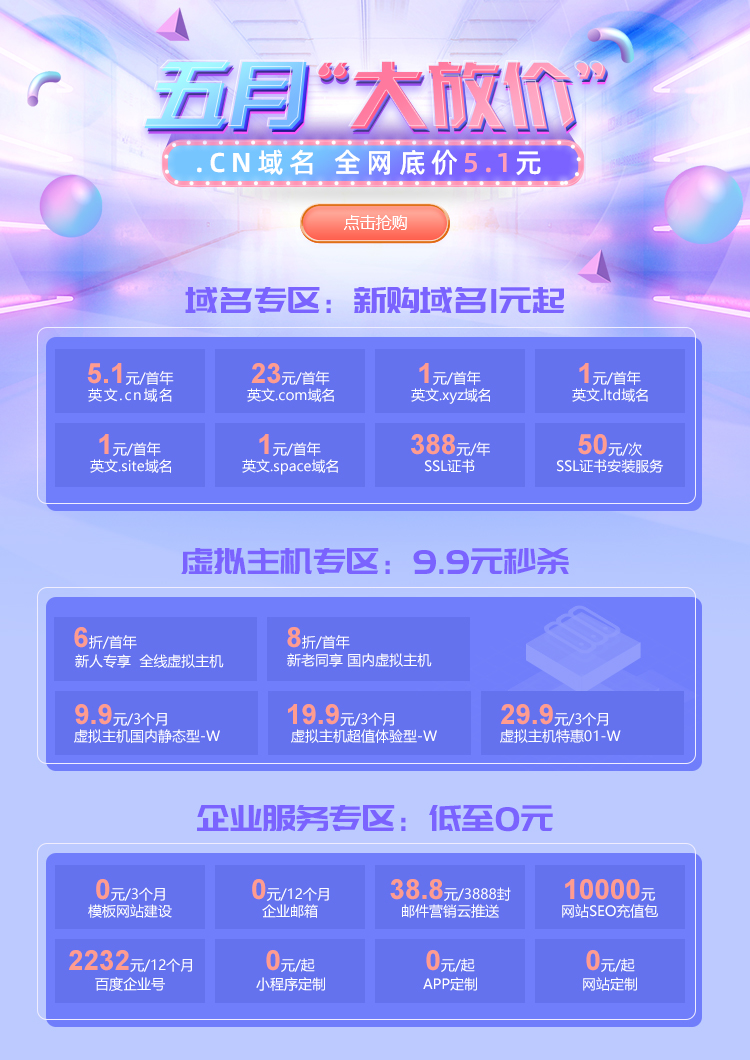 五月“大放价”
.CN域名 全网底价5.1元
点击抢购
域名专区：新购域名1元起
5.1元/首年
英文.cn域名
23元/首年
英文.com域名
1元/首年
英文.xyz域名
1元/首年
英文.ltd域名
1元/首年
英文.site域名
1元/首年
英文.space域名
388元/年
SSL证书
50元/次
SSL证书安装服务
虚拟主机专区：9.9元秒杀
6折/首年
新人专享 全线虚拟主机
8折/首年
新老同享 国内虚拟主机
9.9元/3个月
虚拟主机国内静态型-W
19.9元/3个月
虚拟主机超值体验型-W
29.9元/3个月
虚拟主机特惠01-W
企业服务专区：低至0元
0元/3个月
模板网站建设
0元/12个月
企业邮箱
38.8元/3888封
邮件营销云推送
10000元
网站SEO充值包
2232元/12个月
百度企业号
0元/起
小程序定制
0元/起
APP定制
0元/起
网站定制